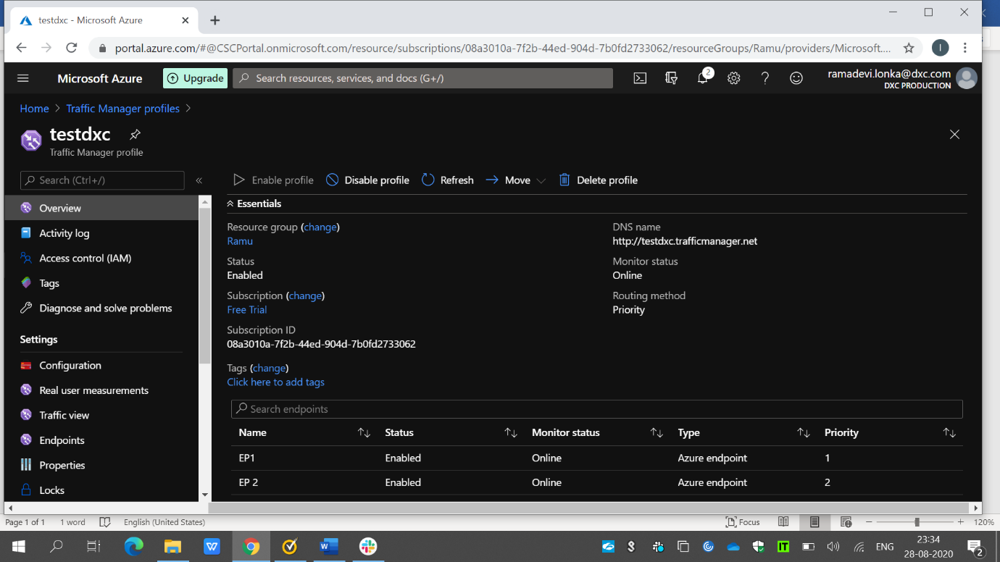 testdxc - Microsoft Azure
portal.azure.com/#@CSCPortal.onmicrosoft.com/resource/subscriptions/08a3010a-7f2b-44ed-904d-7b0fd2733062/resourceGroups/Ramu/providers/Microsoft....
I
Microsoft Azure
Upgrade
Search resources, services, and docs (G+/)
2
ramadevi.lonka@dxc.com
DXC PRODUCTION
Home > Traffic Manager profiles >
testdxc
Traffic Manager profile
Search (Ctrl+/)
«
Enable profile Disable profile Refresh Move Delete profile
Overview
Activity log
Access control (IAM)
Tags
Diagnose and solve problems
Settings
Configuration
Real user measurements
Traffic view
Endpoints
Properties
Locks
Essentials
Resource group (change)
Ramu
Status
Enabled
Subscription (change)
Free Trial
Subscription ID
08a3010a-7f2b-44ed-904d-7b0fd2733062
Tags (change)
Click here to add tags
DNS name
http://testdxc.trafficmanager.net
Monitor status
Online
Routing method
Priority
Search endpoints
Name Status Monitor status Type Priority
EP1 Enabled Online Azure endpoint 1
EP 2 Enabled Online Azure endpoint 2
Page 1 of 1 1 word English (United States) Focus 120%
ENG
23:34
28-08-2020
2